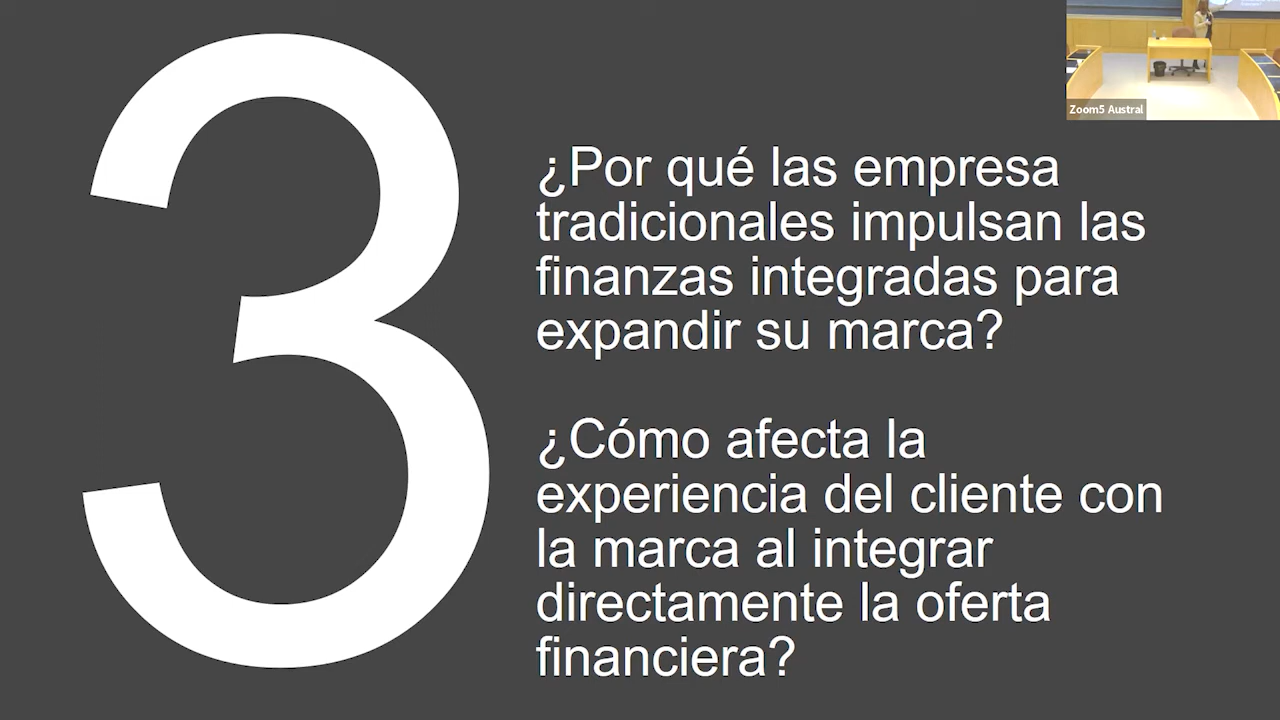 3
¿Por qué las empresa
tradicionales impulsan las
finanzas integradas para
expandir su marca?
¿Cómo afecta la
experiencia del cliente con
la marca al integrar
directamente la oferta
financiera?
Zoom5 Austral